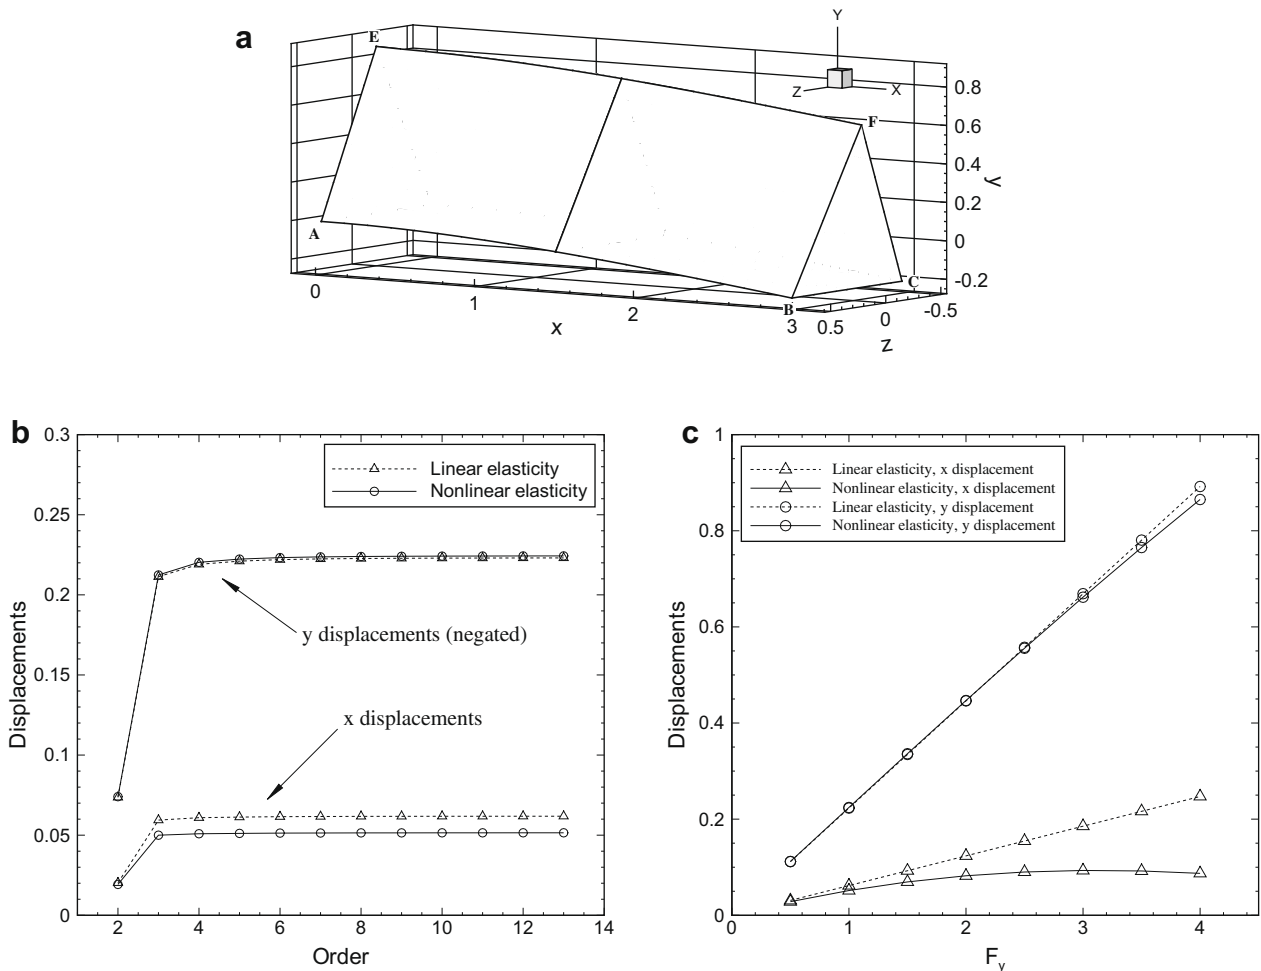 a
E
Y
Z
X
F
A
C
B
0.8
0.6
0.4
0.2
0
-0.2
y
0
1
2
3
x
0.5
0
-0.5
z
b
0.3
0.25
0.2
0.15
0.1
0.05
0
Displacements
Linear elasticity
Nonlinear elasticity
y displacements (negated)
x displacements
2
4
6
8
10
12
14
Order
c
1
0.8
0.6
0.4
0.2
0
Displacements
Linear elasticity, x displacement
Nonlinear elasticity, x displacement
Linear elasticity, y displacement
Nonlinear elasticity, y displacement
0
1
2
3
4
Fy